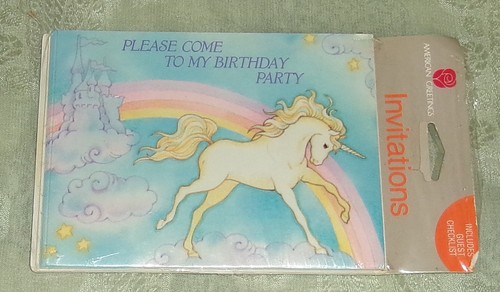 PLEASE COME
TO MY BIRTHDAY
PARTY
AMERICAN GREETINGS
Invitations
INCLUDES
GUEST
CHECKLIST